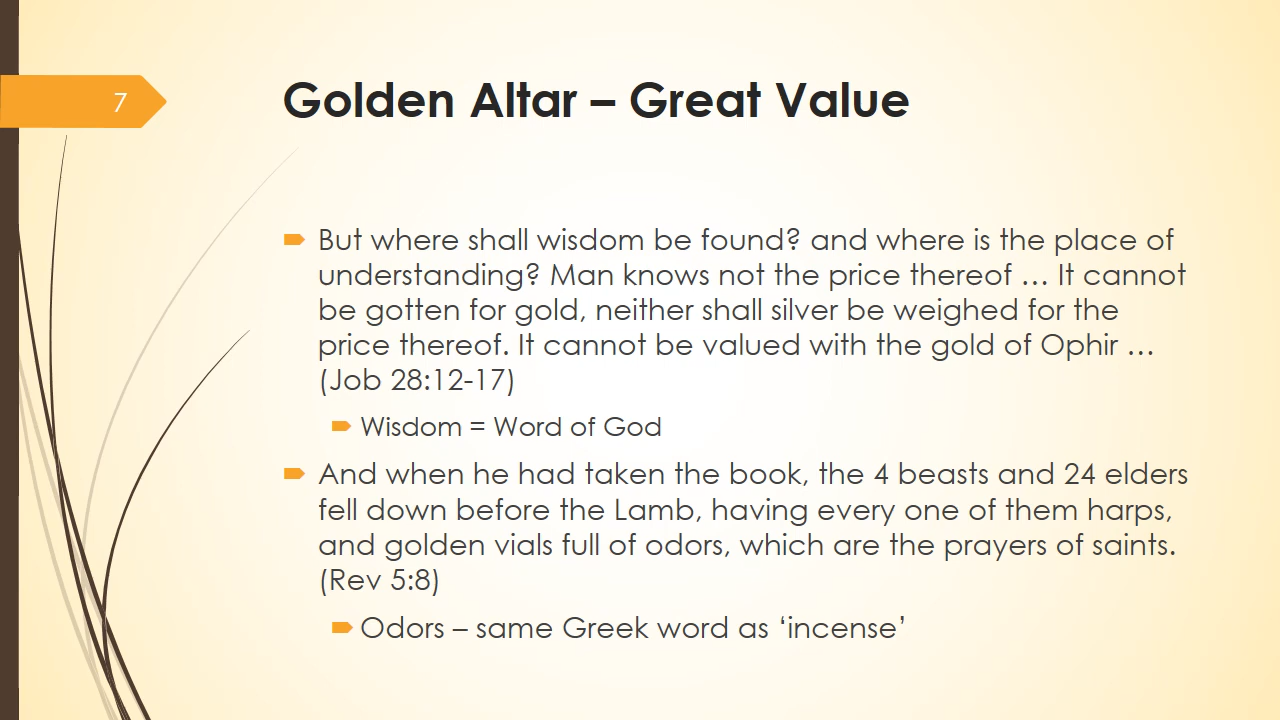 7
Golden Altar – Great Value
But where shall wisdom be found? and where is the place of
understanding? Man knows not the price thereof … It cannot
be gotten for gold, neither shall silver be weighed for the
price thereof. It cannot be valued with the gold of Ophir …
(Job 28:12-17)
Wisdom = Word of God
And when he had taken the book, the 4 beasts and 24 elders
fell down before the Lamb, having every one of them harps,
and golden vials full of odors, which are the prayers of saints.
(Rev 5:8)
Odors – same Greek word as ‘incense’